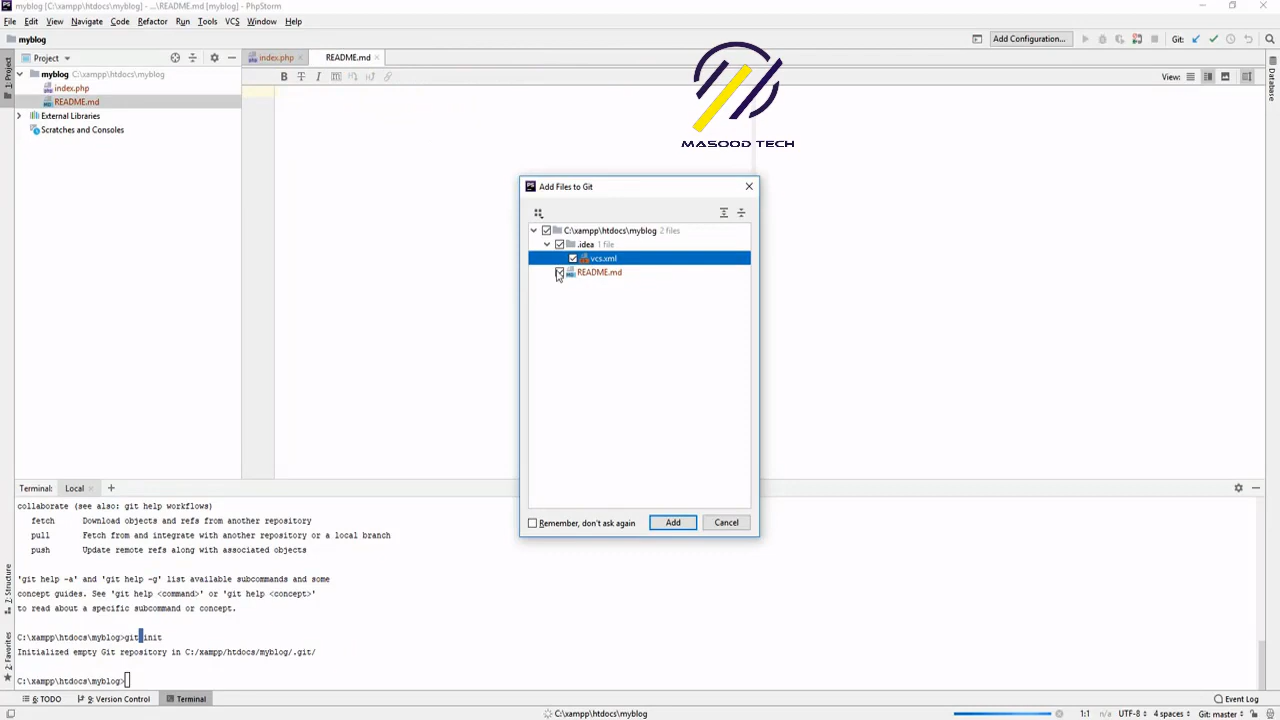 myblog [C:\xampp\htdocs\myblog] - ...\README.md [myblog] - PhpStorm
File Edit View Navigate Code Refactor Run Tools VCS Window Help
myblog
Add Configuration...
Git:
1: Project
Project
index.php
README.md
Database
myblog C:\xampp\htdocs\myblog
index.php
README.md
External Libraries
Scratches and Consoles
B T I
View:
MASOOD TECH
Add Files to Git
C:\xampp\htdocs\myblog 2 files
.idea 1 file
vcs.xml
README.md
Remember, don't ask again
Add
Cancel
Terminal: Local
collaborate (see also: git help workflows)
fetch Download objects and refs from another repository
pull Fetch from and integrate with another repository or a local branch
push Update remote refs along with associated objects
'git help -a' and 'git help -g' list available subcommands and some
concept guides. See 'git help <command>' or 'git help <concept>'
to read about a specific subcommand or concept.
C:\xampp\htdocs\myblog>git init
Initialized empty Git repository in C:/xampp/htdocs/myblog/.git/
C:\xampp\htdocs\myblog>
7: Structure
2: Favorites
6: TODO
9: Version Control
Terminal
Event Log
C:\xampp\htdocs\myblog
1:1 n/a UTF-8 4 spaces Git: master